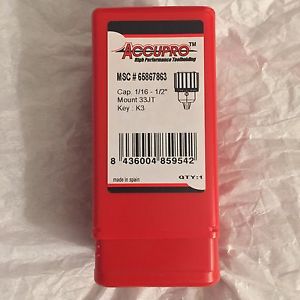 ACCUPRO™
High Performance Toolholding
MSC # 65867863
Cap. 1/16 - 1/2"
Mount 33JT
Key : K3
8 436004 859542
made in spain
QTY:1